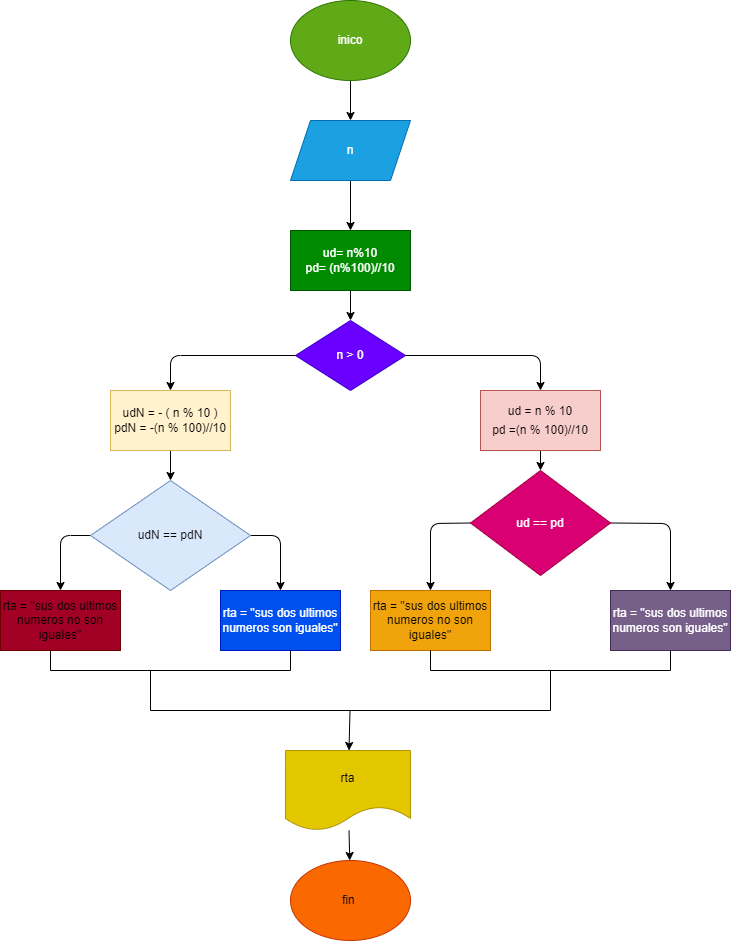 inico
n
ud= n%10
pd= (n%100)//10
n > 0
udN = - ( n % 10 )
pdN = -(n % 100)//10
ud = n % 10
pd =(n % 100)//10
udN == pdN
ud == pd
rta = "sus dos ultimos
numeros no son
iguales"
rta = "sus dos ultimos
numeros son iguales"
rta = "sus dos ultimos
numeros no son
iguales"
rta = "sus dos ultimos
numeros son iguales"
rta
fin